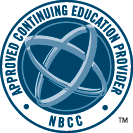 APPROVED CONTINUING EDUCATION PROVIDER
NBCC
TM